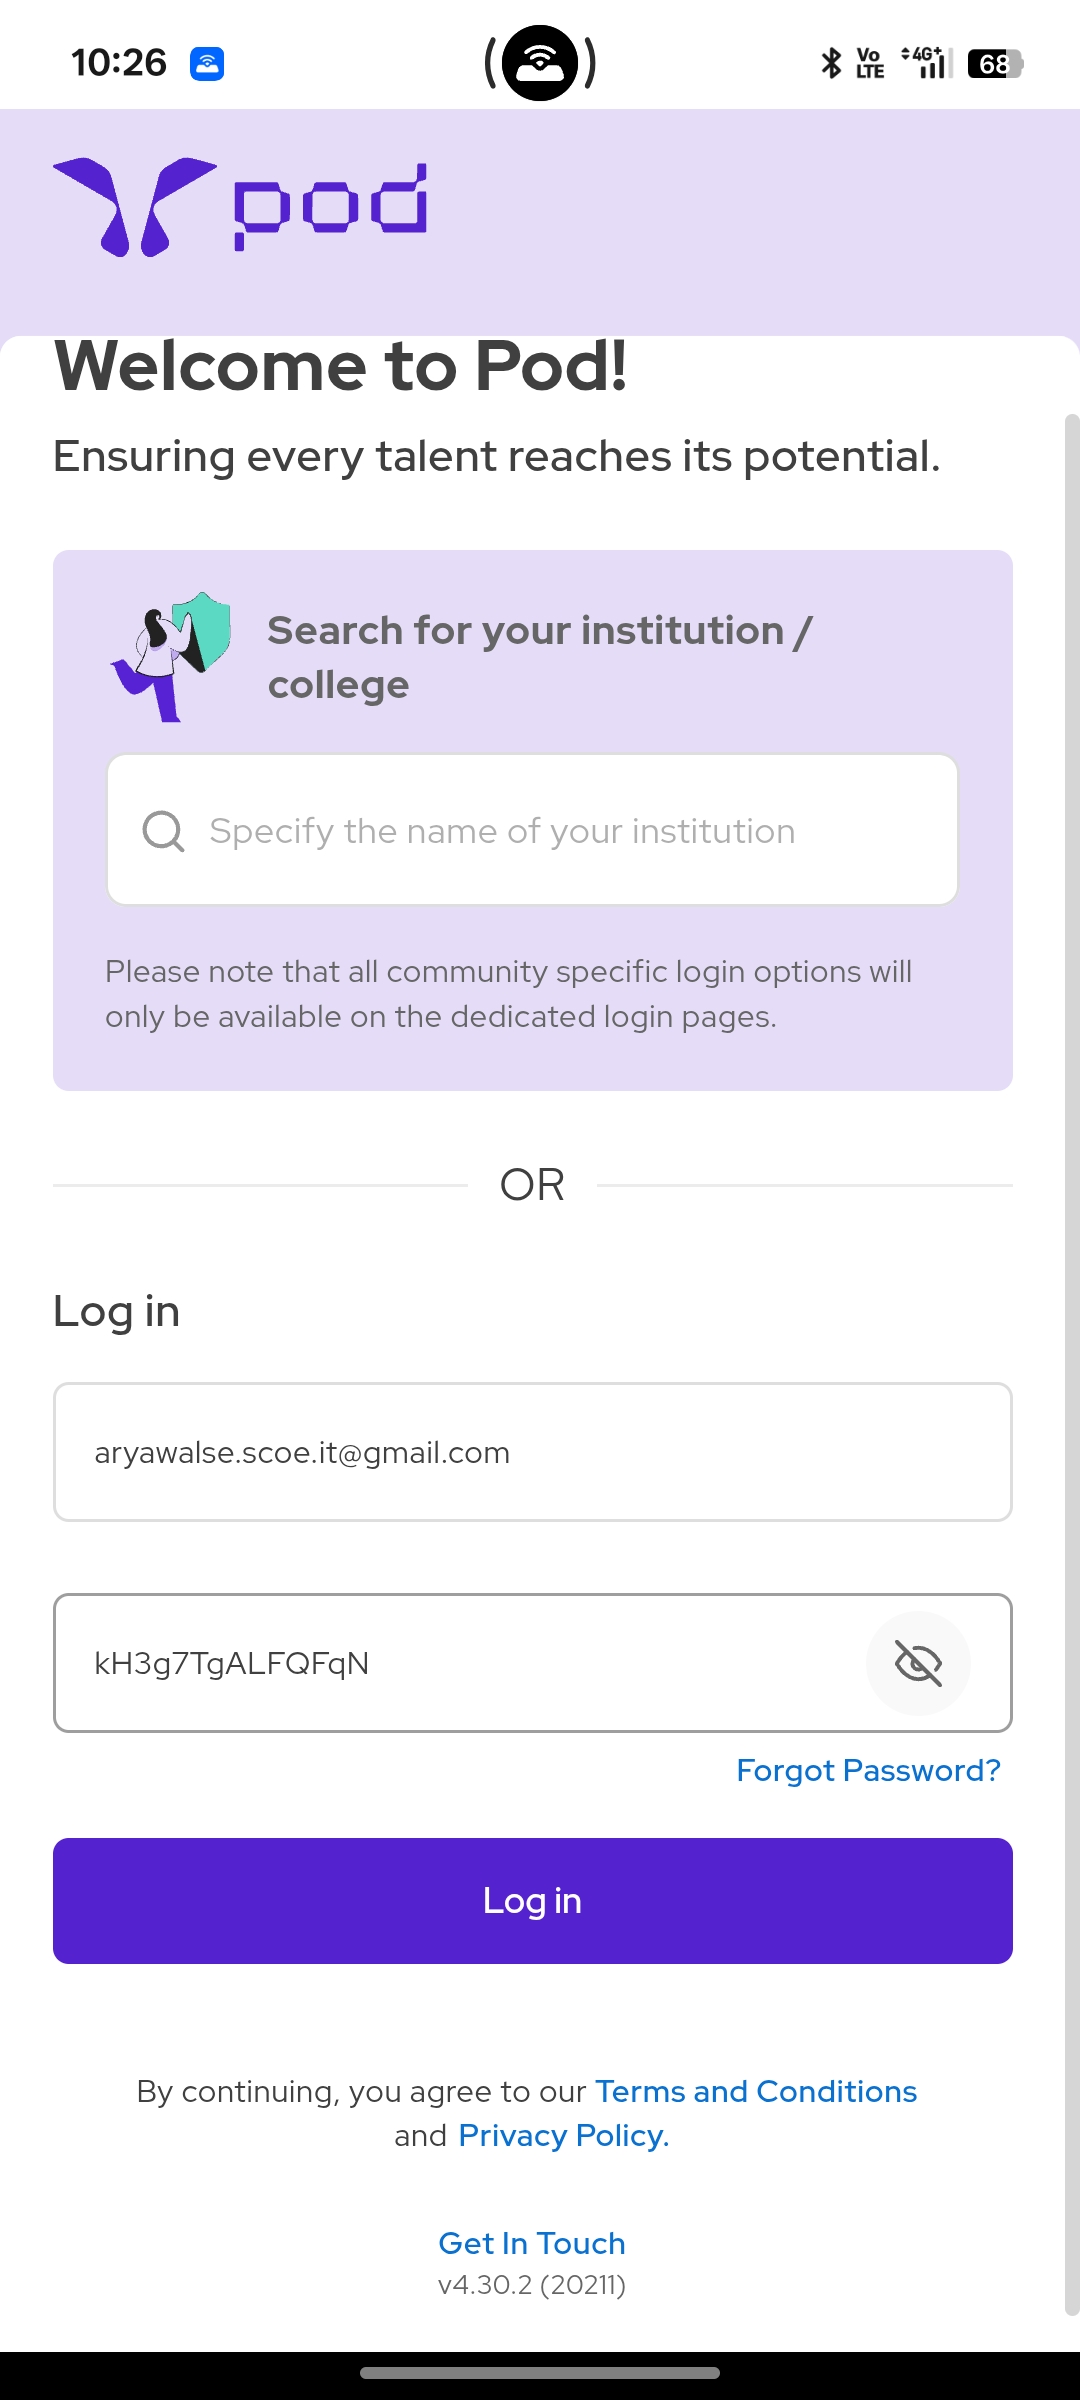 10:26
Vo
LTE
4G+
68
pod
Welcome to Pod!
Ensuring every talent reaches its potential.
Search for your institution /
college
Specify the name of your institution
Please note that all community specific login options will
only be available on the dedicated login pages.
OR
Log in
aryawalse.scoe.it@gmail.com
kH3g7TgALFQFqN
Forgot Password?
Log in
By continuing, you agree to our Terms and Conditions
and Privacy Policy.
Get In Touch
v4.30.2 (20211)